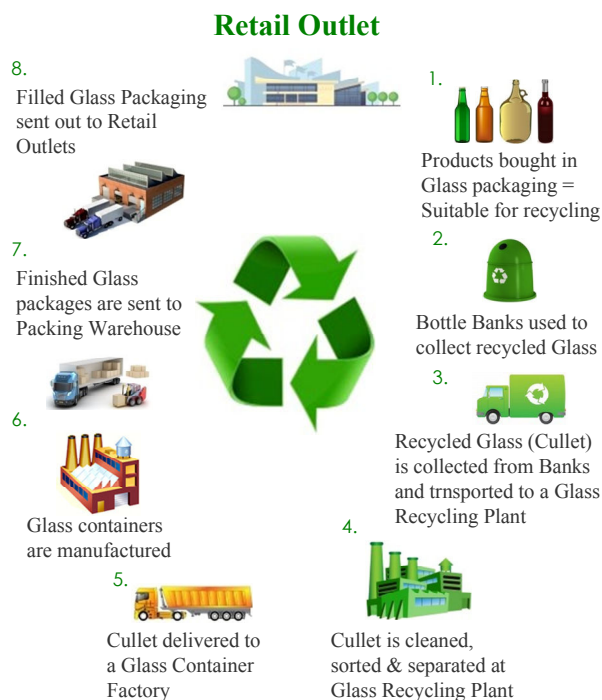 Retail Outlet
1.
Products bought in
Glass packaging =
Suitable for recycling
2.
Bottle Banks used to
collect recycled Glass
3.
Recycled Glass (Cullet)
is collected from Banks
and trnsported to a Glass
Recycling Plant
4.
Cullet is cleaned,
sorted & separated at
Glass Recycling Plant
5.
Cullet delivered to
a Glass Container
Factory
6.
Glass containers
are manufactured
7.
Finished Glass
packages are sent to
Packing Warehouse
8.
Filled Glass Packaging
sent out to Retail
Outlets